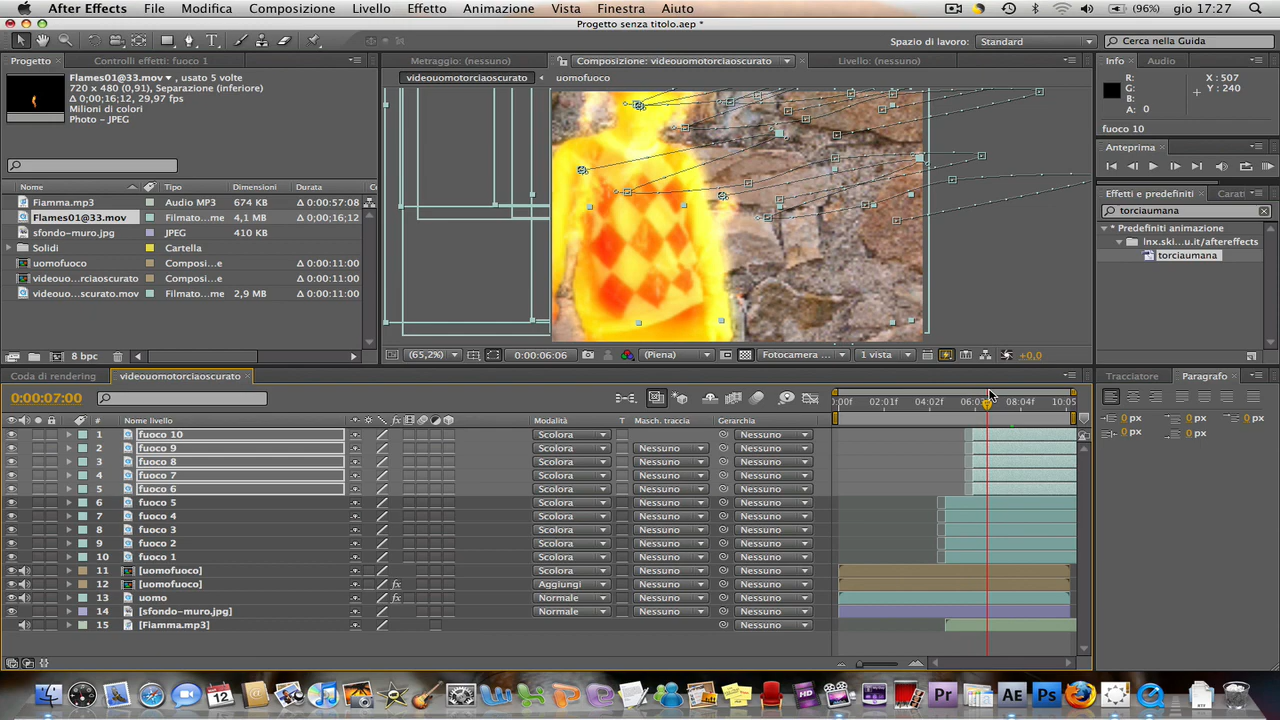 After Effects File Modifica Composizione Livello Effetto Animazione Vista Finestra Aiuto (96%) gio 17:27
Progetto senza titolo.aep *
Spazio di lavoro: Standard Cerca nella Guida
Progetto Controlli effetti: fuoco 1 Metraggio: (nessuno) Composizione: videouomotorciaoscurato Livello: (nessuno) Info Audio
Flames01@33.mov, usato 5 volte
720 x 480 (0,91), Separazione (inferiore)
Δ 0;00;16;12, 29,97 fps
Milioni di colori
Photo - JPEG
videouomotorciaoscurato uomofuoco
R:
G:
B:
A: 0
X : 507
Y : 240
fuoco 10
Anteprima
Effetti e predefiniti Carati
torciaumana
* Predefiniti animazione
lnx.ski...u.it/aftereffects
torciaumana
Nome Tipo Dimensioni Durata
Fiamma.mp3 Audio MP3 674 KB Δ 0:00:57:08
Flames01@33.mov Filmato...me 4,1 MB Δ 0;00;16;12
sfondo-muro.jpg JPEG 410 KB
Solidi Cartella
uomofuoco Composi...e Δ 0:00:11:00
videouo...rciaoscurato Composi...e Δ 0:00:11:00
videouo...scurato.mov Filmato...me 2,9 MB Δ 0:00:11:00
8 bpc
(65,2%) 0:00:06:06 (Piena) Fotocamera ... 1 vista +0,0
Coda di rendering videouomotorciaoscurato
Tracciatore Paragrafo
0 px 0 px 0 px
0 px 0 px
0:00:07:00
:00f 02:01f 04:02f 06:0 08:04f 10:05
# Nome livello Modalità T Masch. traccia Gerarchia
1 fuoco 10 Scolora Nessuno
2 fuoco 9 Scolora Nessuno Nessuno
3 fuoco 8 Scolora Nessuno Nessuno
4 fuoco 7 Scolora Nessuno Nessuno
5 fuoco 6 Scolora Nessuno Nessuno
6 fuoco 5 Scolora Nessuno Nessuno
7 fuoco 4 Scolora Nessuno Nessuno
8 fuoco 3 Scolora Nessuno Nessuno
9 fuoco 2 Scolora Nessuno Nessuno
10 fuoco 1 Scolora Nessuno Nessuno
11 [uomofuoco] Scolora Nessuno Nessuno
12 [uomofuoco] fx Aggiungi Nessuno Nessuno
13 uomo fx Normale Nessuno Nessuno
14 [sfondo-muro.jpg] Normale Nessuno Nessuno
15 [Fiamma.mp3] Nessuno
12 HD Pr AE Ps